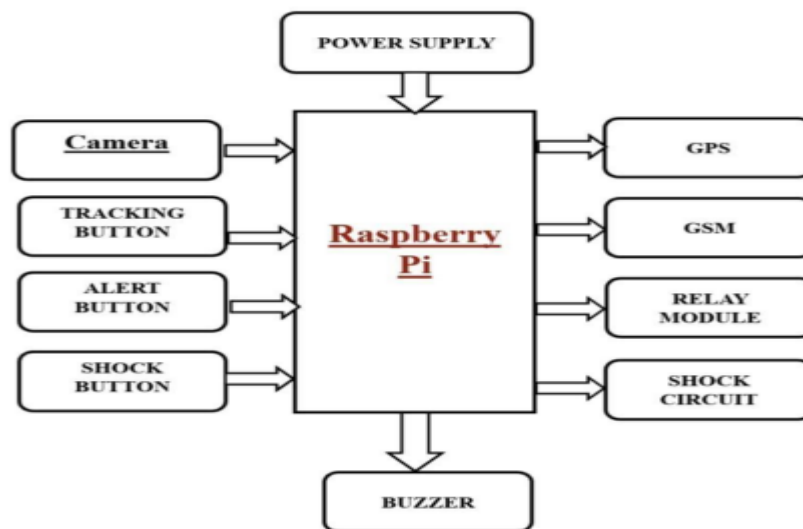 POWER SUPPLY
Camera
TRACKING
BUTTON
ALERT
BUTTON
SHOCK
BUTTON
Raspberry
Pi
GPS
GSM
RELAY
MODULE
SHOCK
CIRCUIT
BUZZER